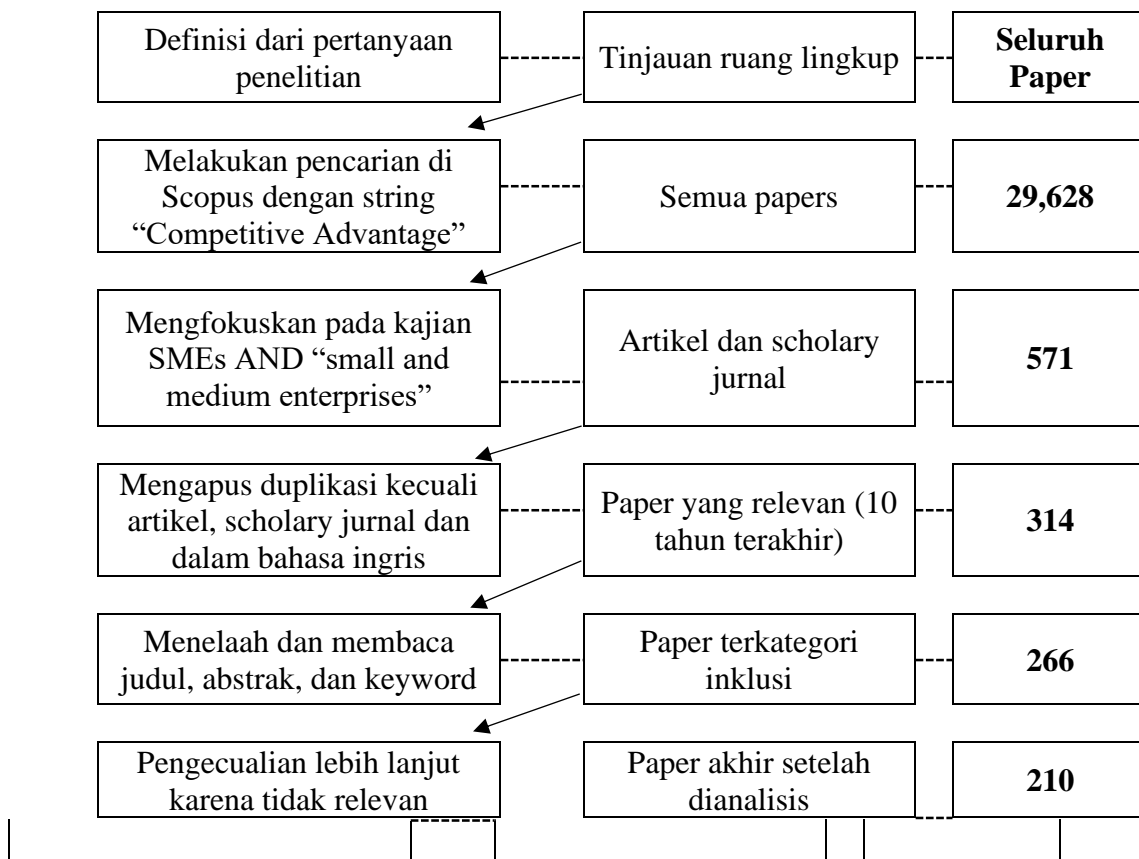 Definisi dari pertanyaan
penelitian
Tinjauan ruang lingkup
Seluruh
Paper
Melakukan pencarian di
Scopus dengan string
“Competitive Advantage”
Semua papers
29,628
Mengfokuskan pada kajian
SMEs AND “small and
medium enterprises”
Artikel dan scholary
jurnal
571
Mengapus duplikasi kecuali
artikel, scholary jurnal dan
dalam bahasa ingris
Paper yang relevan (10
tahun terakhir)
314
Menelaah dan membaca
judul, abstrak, dan keyword
Paper terkategori
inklusi
266
Pengecualian lebih lanjut
karena tidak relevan
Paper akhir setelah
dianalisis
210